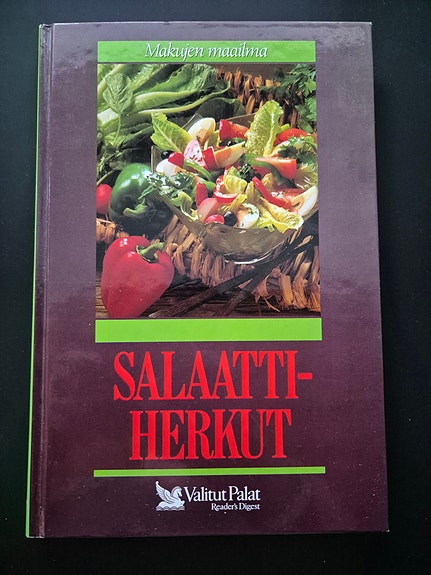 Makujen maailma
SALAATTI-
HERKUT
Valitut Palat
Reader's Digest